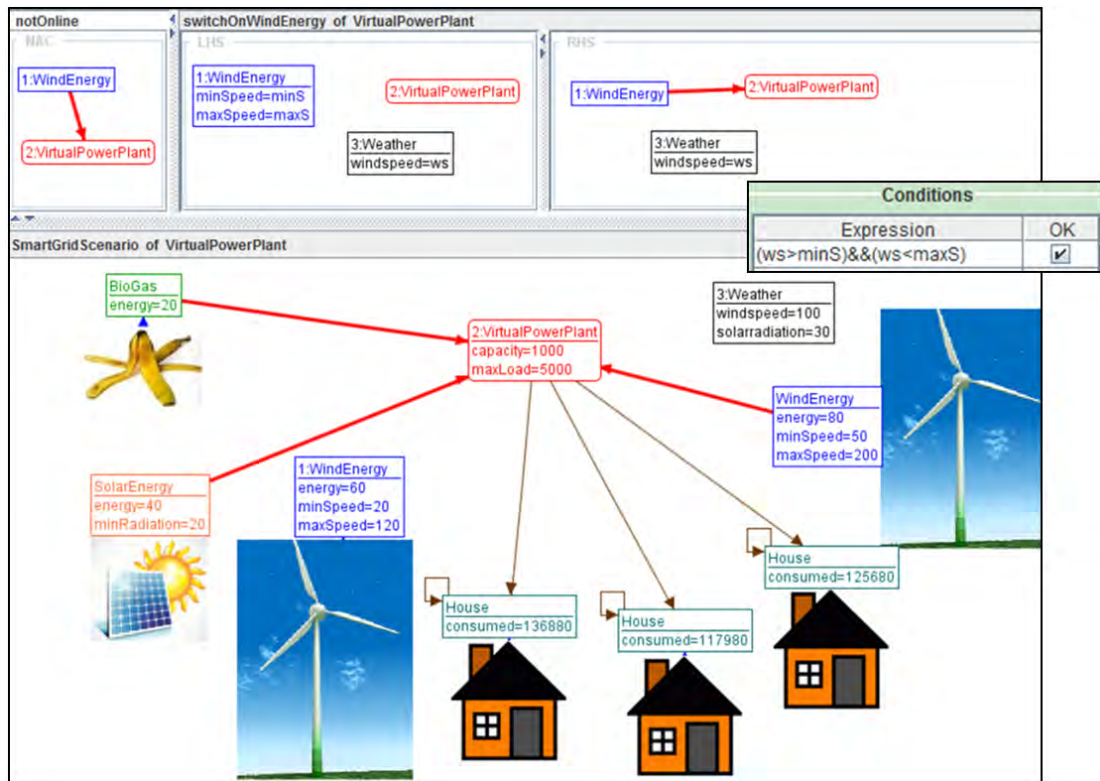 notOnline
switchOnWindEnergy of VirtualPowerPlant
NAC
1:WindEnergy
2:VirtualPowerPlant
LHS
1:WindEnergy
minSpeed=minS
maxSpeed=maxS
2:VirtualPowerPlant
3:Weather
windspeed=ws
RHS
1:WindEnergy
2:VirtualPowerPlant
3:Weather
windspeed=ws
Conditions
Expression OK
(ws>minS)&&(ws<maxS)
SmartGridScenario of VirtualPowerPlant
BioGas
energy=20
2:VirtualPowerPlant
capacity=1000
maxLoad=5000
3:Weather
windspeed=100
solarradiation=30
WindEnergy
energy=80
minSpeed=50
maxSpeed=200
SolarEnergy
energy=40
minRadiation=20
1:WindEnergy
energy=60
minSpeed=20
maxSpeed=120
House
consumed=136880
House
consumed=117980
House
consumed=125680